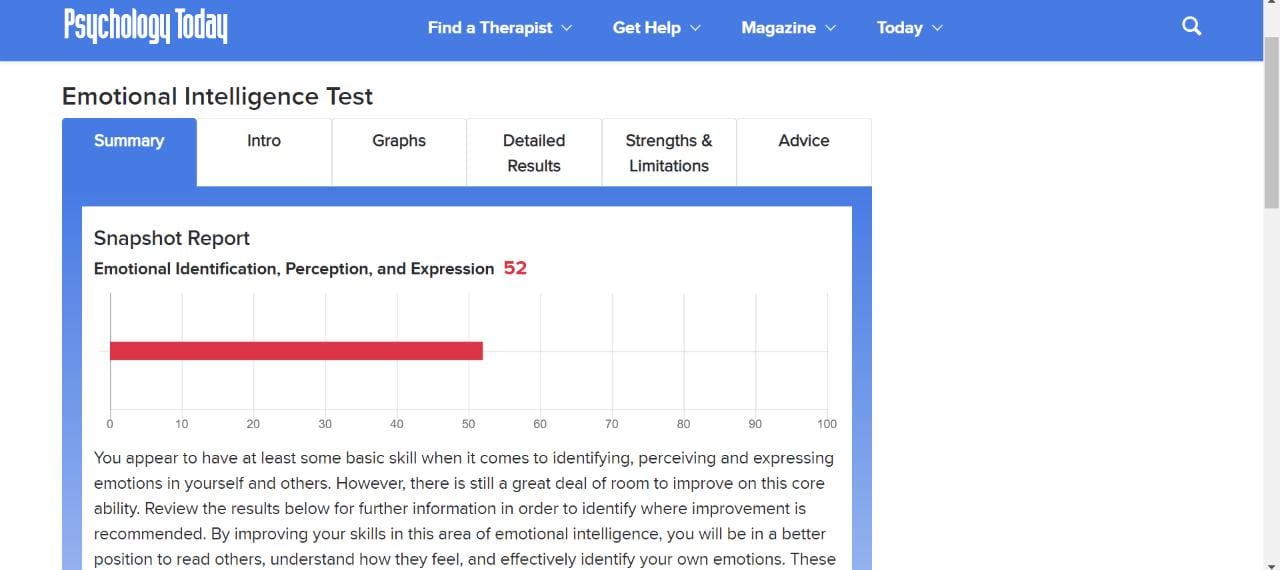 Psychology Today
Find a Therapist
Get Help
Magazine
Today
Emotional Intelligence Test
Summary
Intro
Graphs
Detailed
Results
Strengths &
Limitations
Advice
Snapshot Report
Emotional Identification, Perception, and Expression 52
0 10 20 30 40 50 60 70 80 90 100
You appear to have at least some basic skill when it comes to identifying, perceiving and expressing
emotions in yourself and others. However, there is still a great deal of room to improve on this core
ability. Review the results below for further information in order to identify where improvement is
recommended. By improving your skills in this area of emotional intelligence, you will be in a better
position to read others, understand how they feel, and effectively identify your own emotions. These